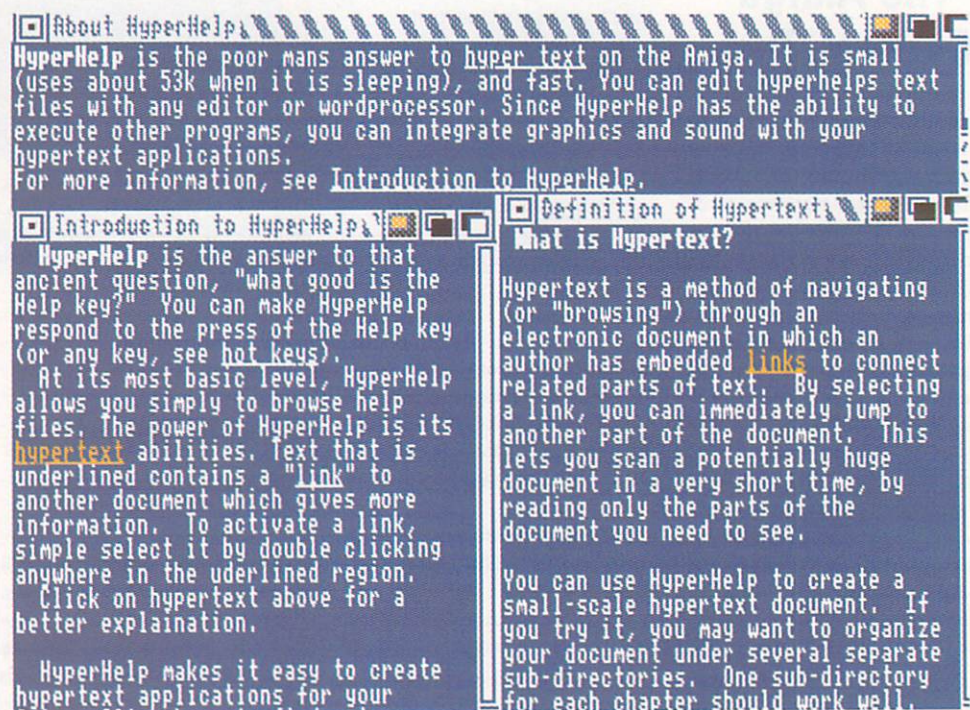 About HyperHelp
HyperHelp is the poor mans answer to hyper text on the Amiga. It is small
(uses about 53k when it is sleeping), and fast. You can edit hyperhelps text
files with any editor or wordprocessor. Since HyperHelp has the ability to
execute other programs, you can integrate graphics and sound with your
hypertext applications.
For more information, see Introduction to HyperHelp.
Introduction to HyperHelp
HyperHelp is the answer to that
ancient question, "what good is the
Help key?"  You can make HyperHelp
respond to the press of the Help key
(or any key, see hot keys).
At its most basic level, HyperHelp
allows you simply to browse help
files. The power of HyperHelp is its
hypertext abilities. Text that is
underlined contains a "link" to
another document which gives more
information.  To activate a link,
simple select it by double clicking
anywhere in the uderlined region.
Click on hypertext above for a
better explaination.
HyperHelp makes it easy to create
hypertext applications for your
Definition of Hypertext
What is Hypertext?
Hypertext is a method of navigating
(or "browsing") through an
electronic document in which an
author has embedded links to connect
related parts of text.  By selecting
a link, you can immediately jump to
another part of the document.  This
lets you scan a potentially huge
document in a very short time, by
reading only the parts of the
document you need to see.
You can use HyperHelp to create a
small-scale hypertext document.  If
you try it, you may want to organize
your document under several separate
sub-directories.  One sub-directory
for each chapter should work well.